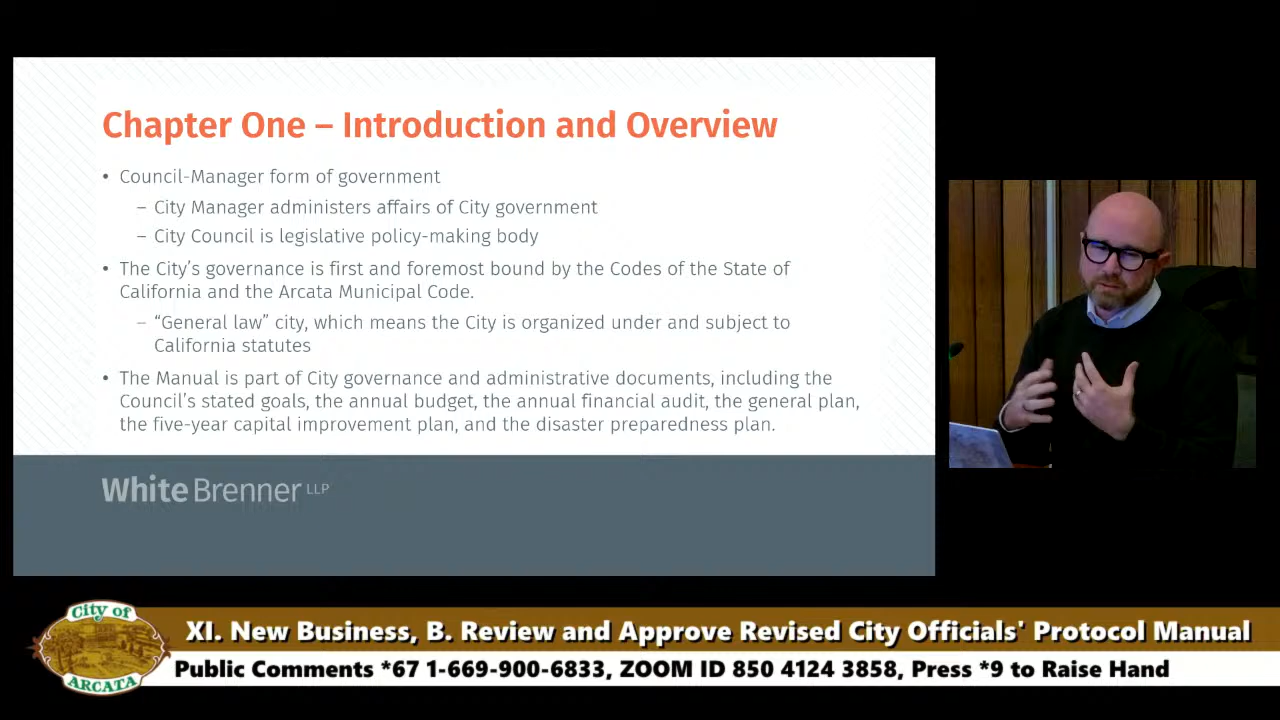 Chapter One – Introduction and Overview
• Council-Manager form of government
– City Manager administers affairs of City government
– City Council is legislative policy-making body
• The City's governance is first and foremost bound by the Codes of the State of
California and the Arcata Municipal Code.
– “General law” city, which means the City is organized under and subject to
California statutes
• The Manual is part of City governance and administrative documents, including the
Council's stated goals, the annual budget, the annual financial audit, the general plan,
the five-year capital improvement plan, and the disaster preparedness plan.
WhiteBrenner LLP
City of
ARCATA
XI. New Business, B. Review and Approve Revised City Officials' Protocol Manual
Public Comments *67 1-669-900-6833, ZOOM ID 850 4124 3858, Press *9 to Raise Hand